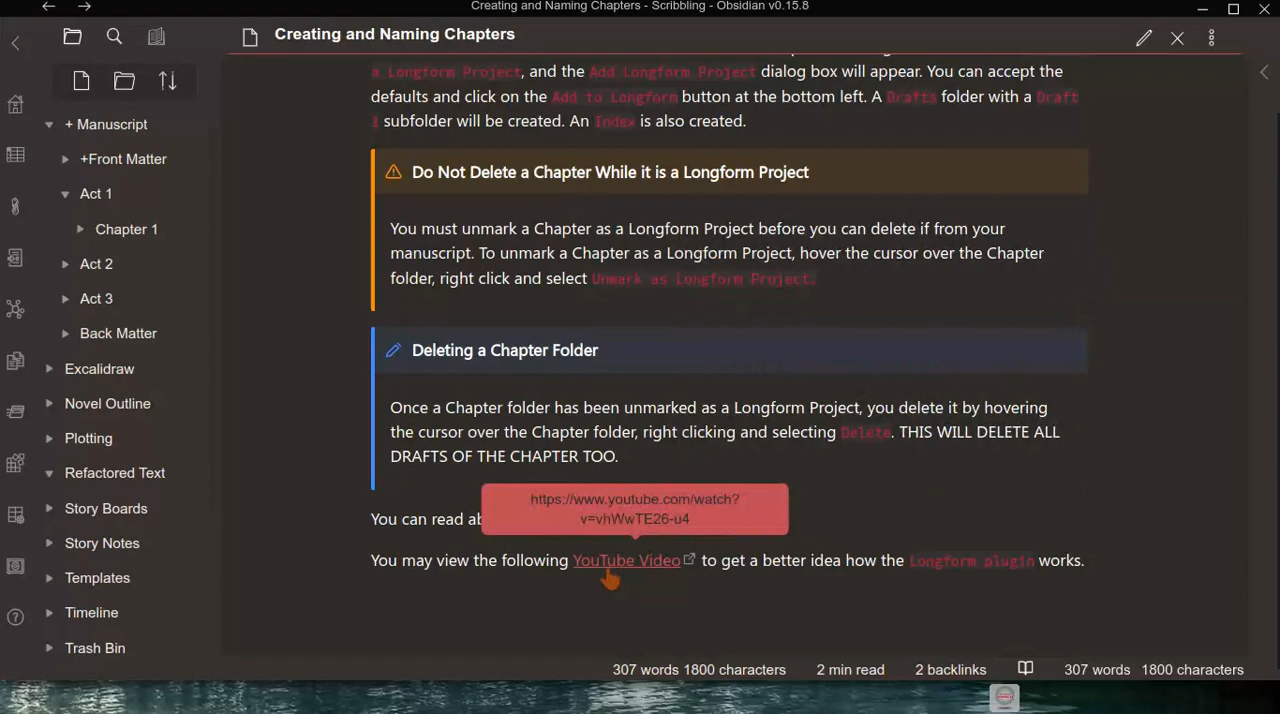 Creating and Naming Chapters - Scribbling - Obsidian v0.15.8
Creating and Naming Chapters
+ Manuscript
+Front Matter
Act 1
Chapter 1
Act 2
Act 3
Back Matter
Excalidraw
Novel Outline
Plotting
Refactored Text
Story Boards
Story Notes
Templates
Timeline
Trash Bin
a Longform Project, and the Add Longform Project dialog box will appear. You can accept the
defaults and click on the Add to Longform button at the bottom left. A Drafts folder with a Draft
1 subfolder will be created. An Index is also created.
Do Not Delete a Chapter While it is a Longform Project
You must unmark a Chapter as a Longform Project before you can delete if from your
manuscript. To unmark a Chapter as a Longform Project, hover the cursor over the Chapter
folder, right click and select Unmark as Longform Project.
Deleting a Chapter Folder
Once a Chapter folder has been unmarked as a Longform Project, you delete it by hovering
the cursor over the Chapter folder, right clicking and selecting Delete. THIS WILL DELETE ALL
DRAFTS OF THE CHAPTER TOO.
https://www.youtube.com/watch?
v=vhWwTE26-u4
You can read ab
You may view the following YouTube Video to get a better idea how the Longform plugin works.
307 words 1800 characters
2 min read
2 backlinks
307 words
1800 characters